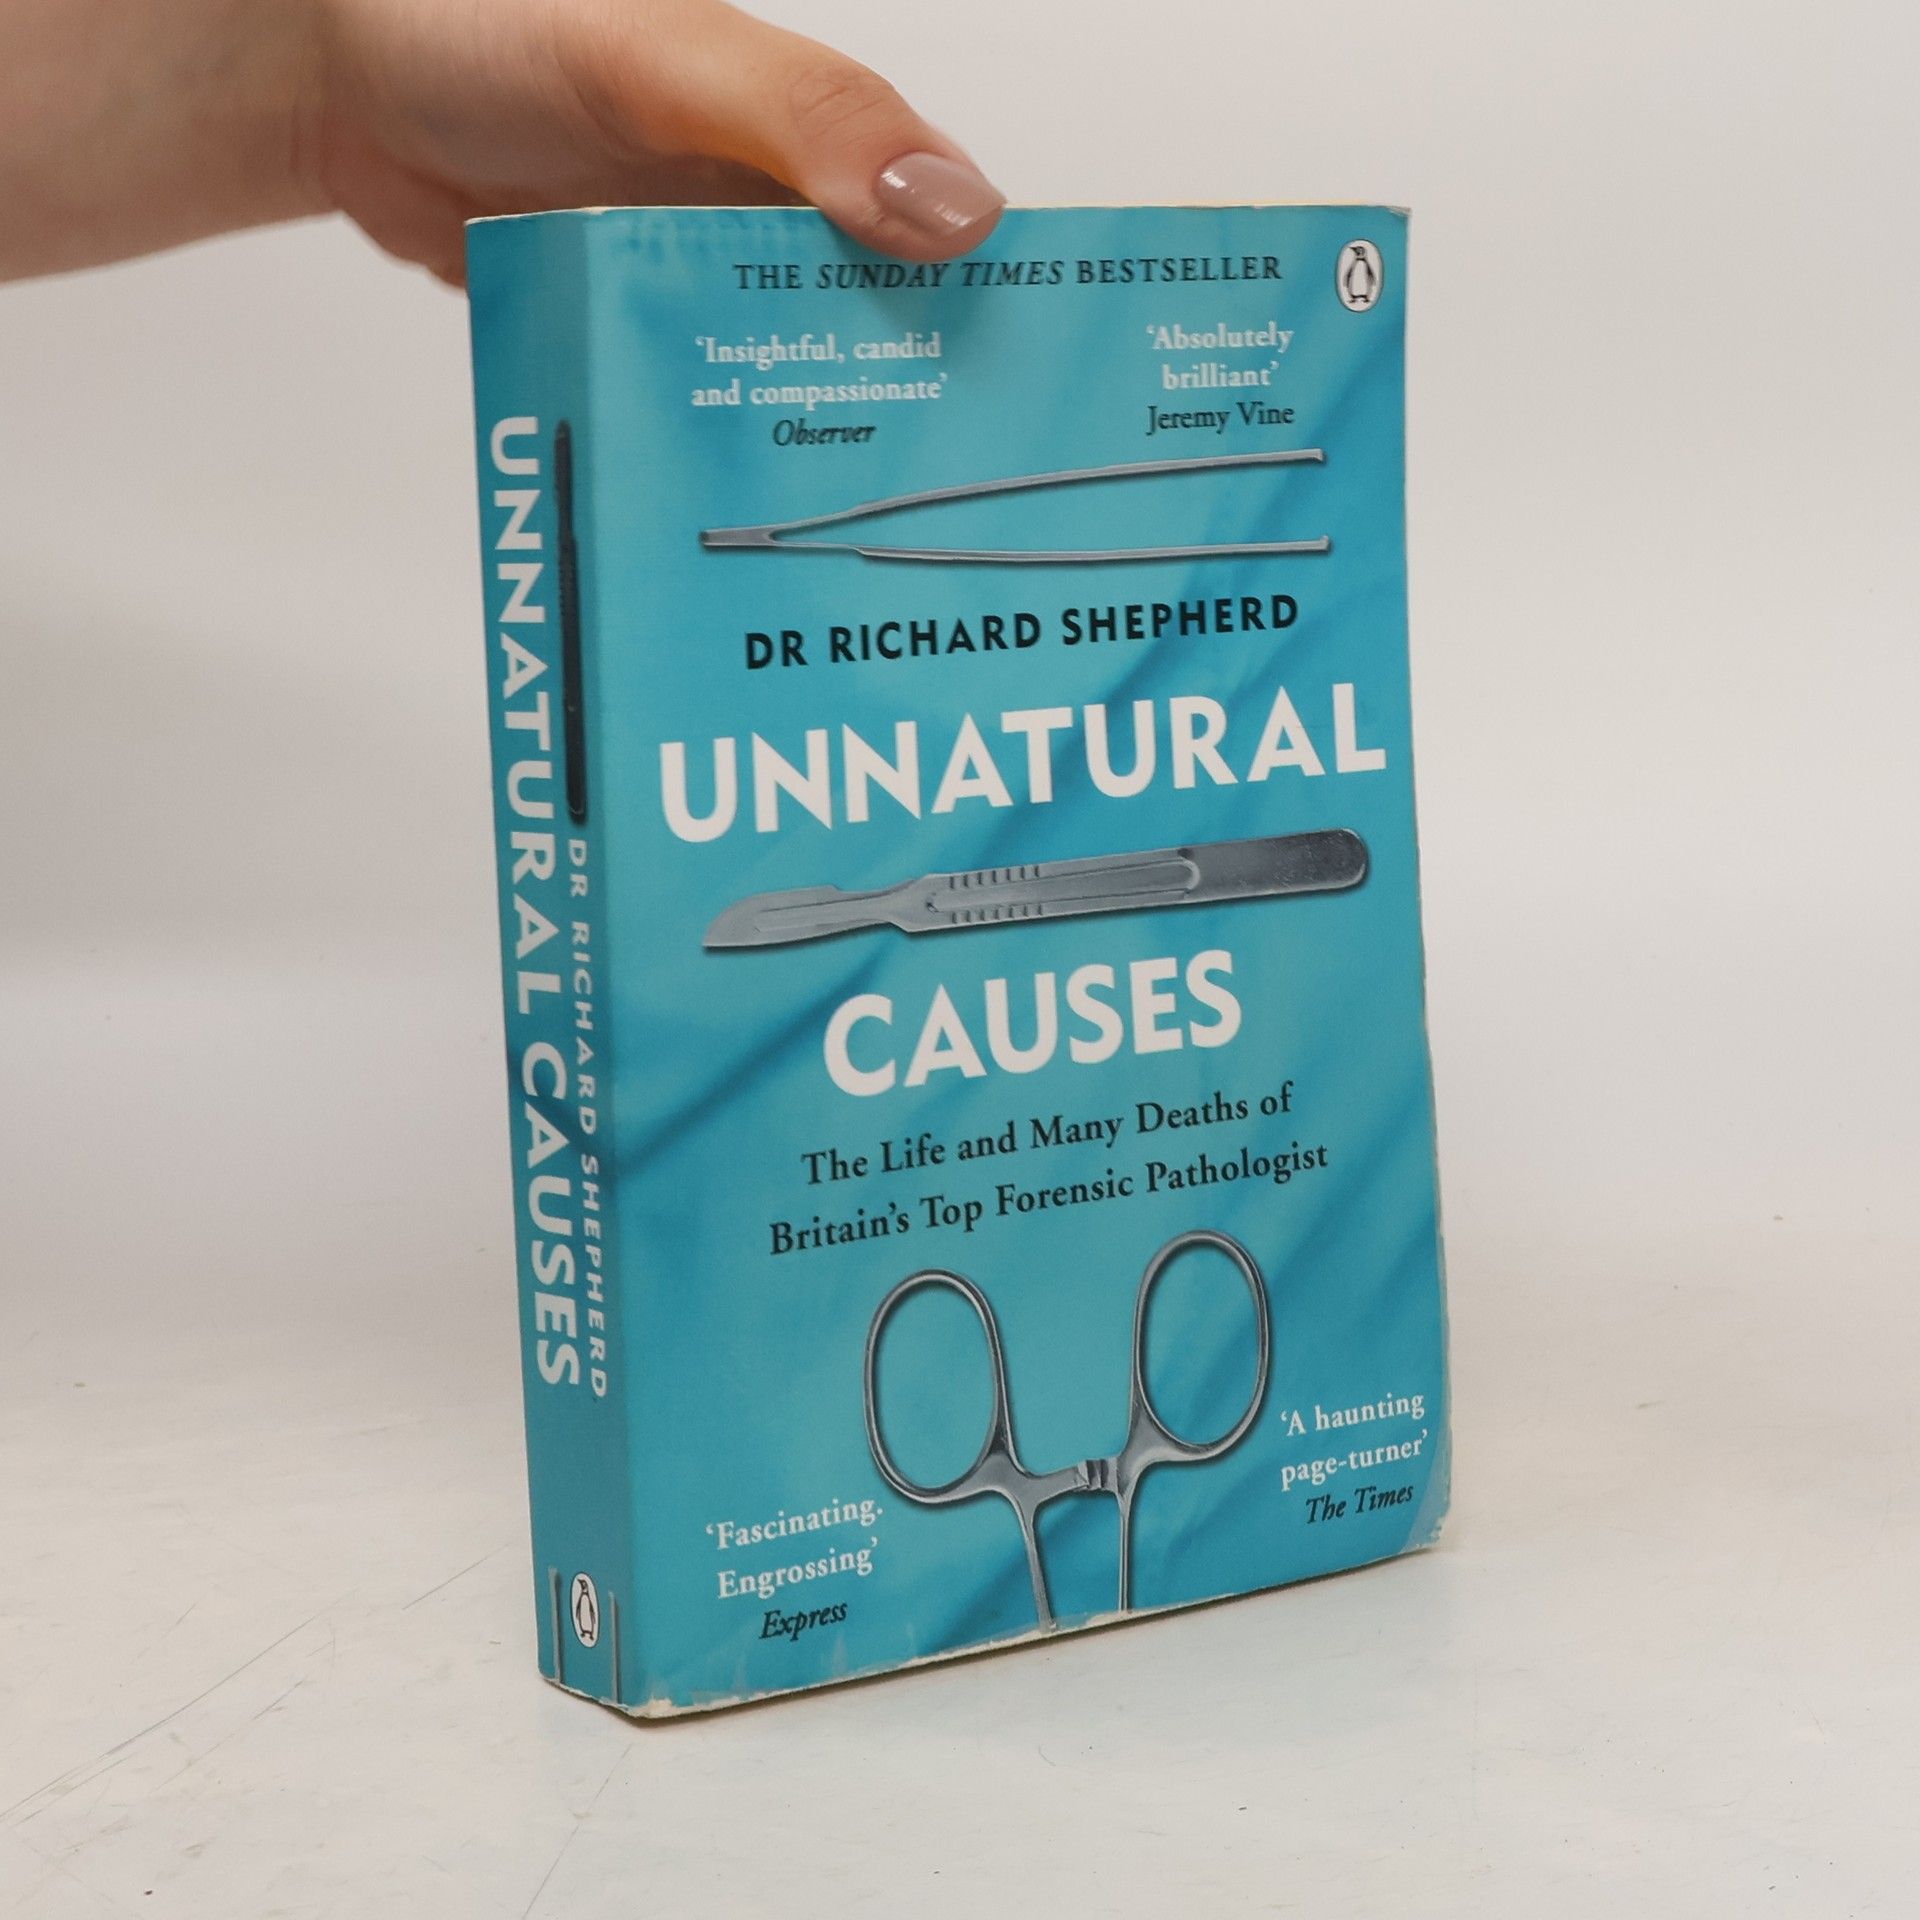 THE SUNDAY TIMES BESTSELLER
‘Insightful, candid
and compassionate’
Observer
‘Absolutely
brilliant’
Jeremy Vine
DR RICHARD SHEPHERD
UNNATURAL
CAUSES
The Life and Many Deaths of
Britain’s Top Forensic Pathologist
‘Fascinating.
Engrossing’
Express
‘A haunting
page-turner’
The Times
UNNATURAL CAUSES
DR RICHARD SHEPHERD